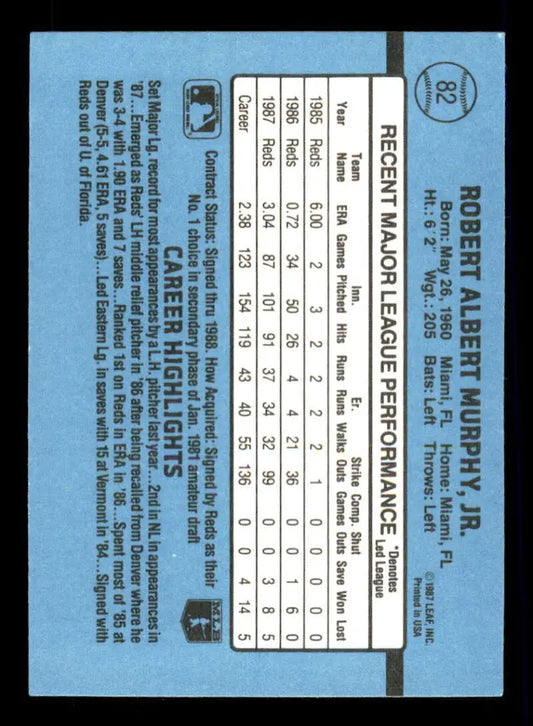 82
ROBERT ALBERT MURPHY, JR.
Born: May 26, 1960 Miami, FL Home: Miami, FL
Ht.: 6' 2" Wgt.: 205 Bats: Left Throws: Left
©1987 LEAF, INC.
Printed in USA
RECENT MAJOR LEAGUE PERFORMANCE
*Denotes
Led League
Team Inn. Er. Strike Comp. Shut
Year Name ERA Games Pitched Hits Runs Runs Walks Outs Games Outs Save Won Lost
1985 Reds 6.00 2 3 2 2 2 2 1 0 0 0 0 0
1986 Reds 0.72 34 50 26 4 4 21 36 0 0 1 6 0
1987 Reds 3.04 87 101 91 37 34 32 99 0 0 3 8 5
Career 2.38 123 154 119 43 40 55 136 0 0 4 14 5
Contract Status: Signed thru 1988. How Acquired: Signed by Reds as their
No. 1 choice in secondary phase of Jan. 1981 amateur draft
MLB
CAREER HIGHLIGHTS
Set Major Lg. record for most appearances by a L.H. pitcher last year...2nd in NL in appearances in
'87...Emerged as Reds' LH middle relief pitcher in '86 after being recalled from Denver where he
was 3-4 with 1.90 ERA and 7 saves...Ranked 1st on Reds in ERA in '86...Spent most of '85 at
Denver (5-5, 4.61 ERA, 5 saves)...Led Eastern Lg. in saves with 15 at Vermont in '84...Signed with
Reds out of U. of Florida.